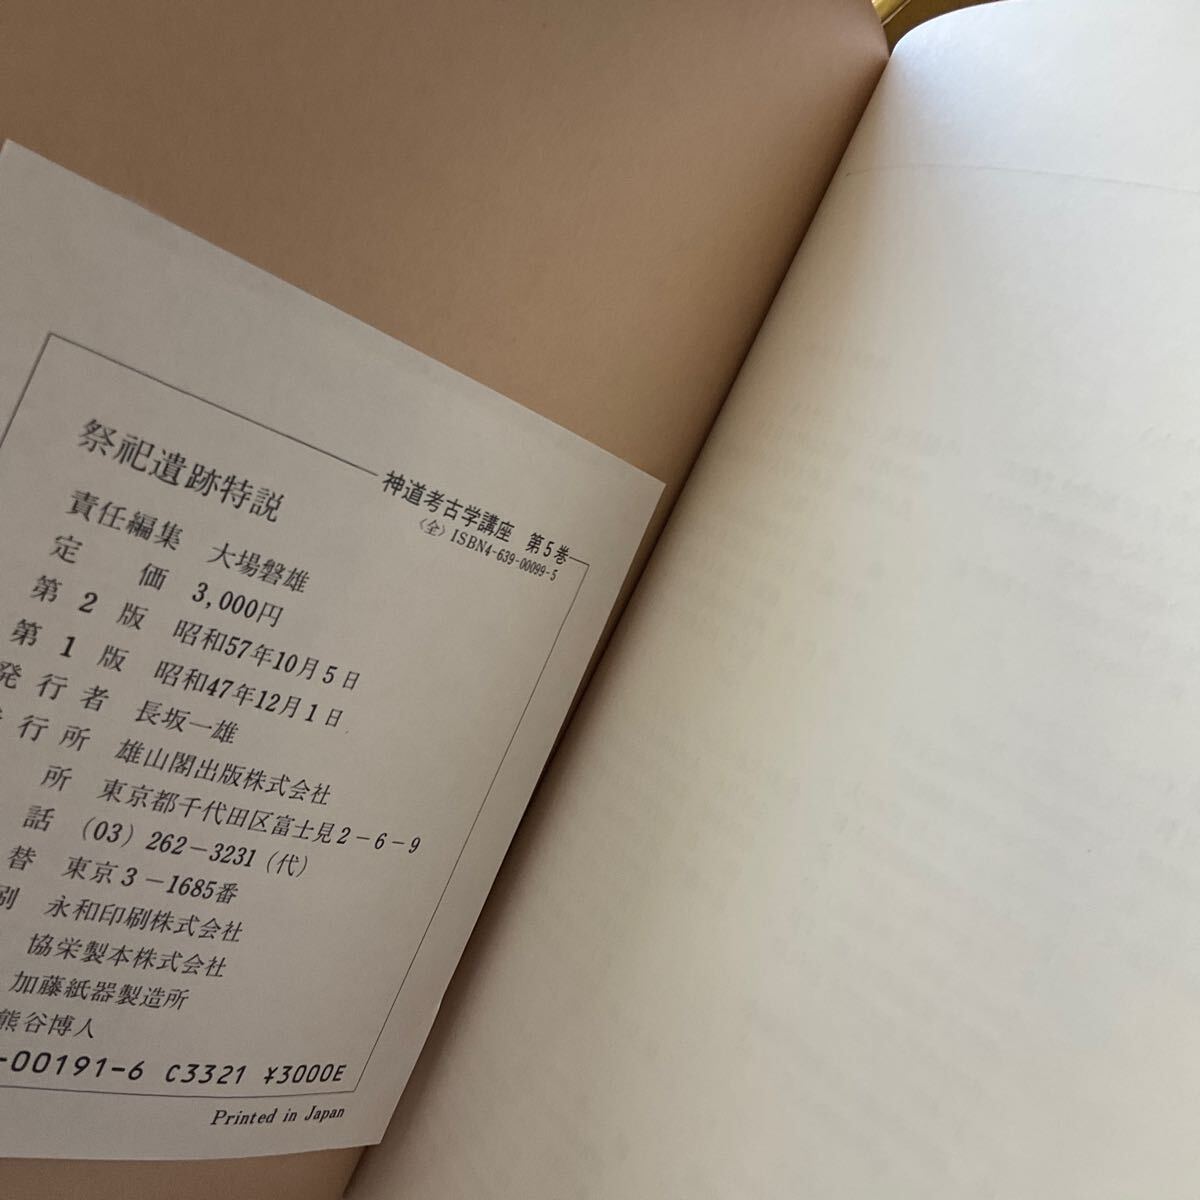 神道考古学講座 第5巻
〈全〉ISBN4-639-00099-5
祭祀遺跡特説
責任編集 大場磐雄
定価 3,000円
第2版 昭和57年10月5日
第1版 昭和47年12月1日
発行者 長坂一雄
行所 雄山閣出版株式会社
所 東京都千代田区富士見2-6-9
話 (03) 262-3231 (代)
替 東京3-1685番
刷 永和印刷株式会社
協栄製本株式会社
加藤紙器製造所
熊谷博人
-00191-6 C3321 ¥3000E
Printed in Japan